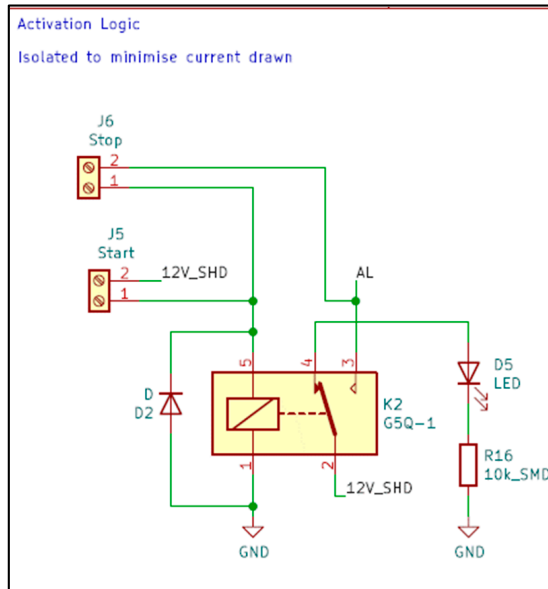 Activation Logic
Isolated to minimise current drawn
J6
Stop
2
1
J5
Start
2
12V_SHD
1
AL
5
4
3
D
D2
K2
G5Q-1
D5
LED
1
2
12V_SHD
R16
10k_SMD
GND
GND